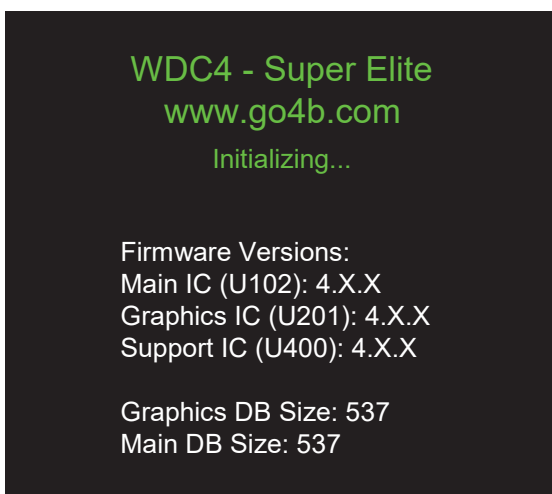 WDC4 - Super Elite
www.go4b.com
Initializing...
Firmware Versions:
Main IC (U102): 4.X.X
Graphics IC (U201): 4.X.X
Support IC (U400): 4.X.X
Graphics DB Size: 537
Main DB Size: 537